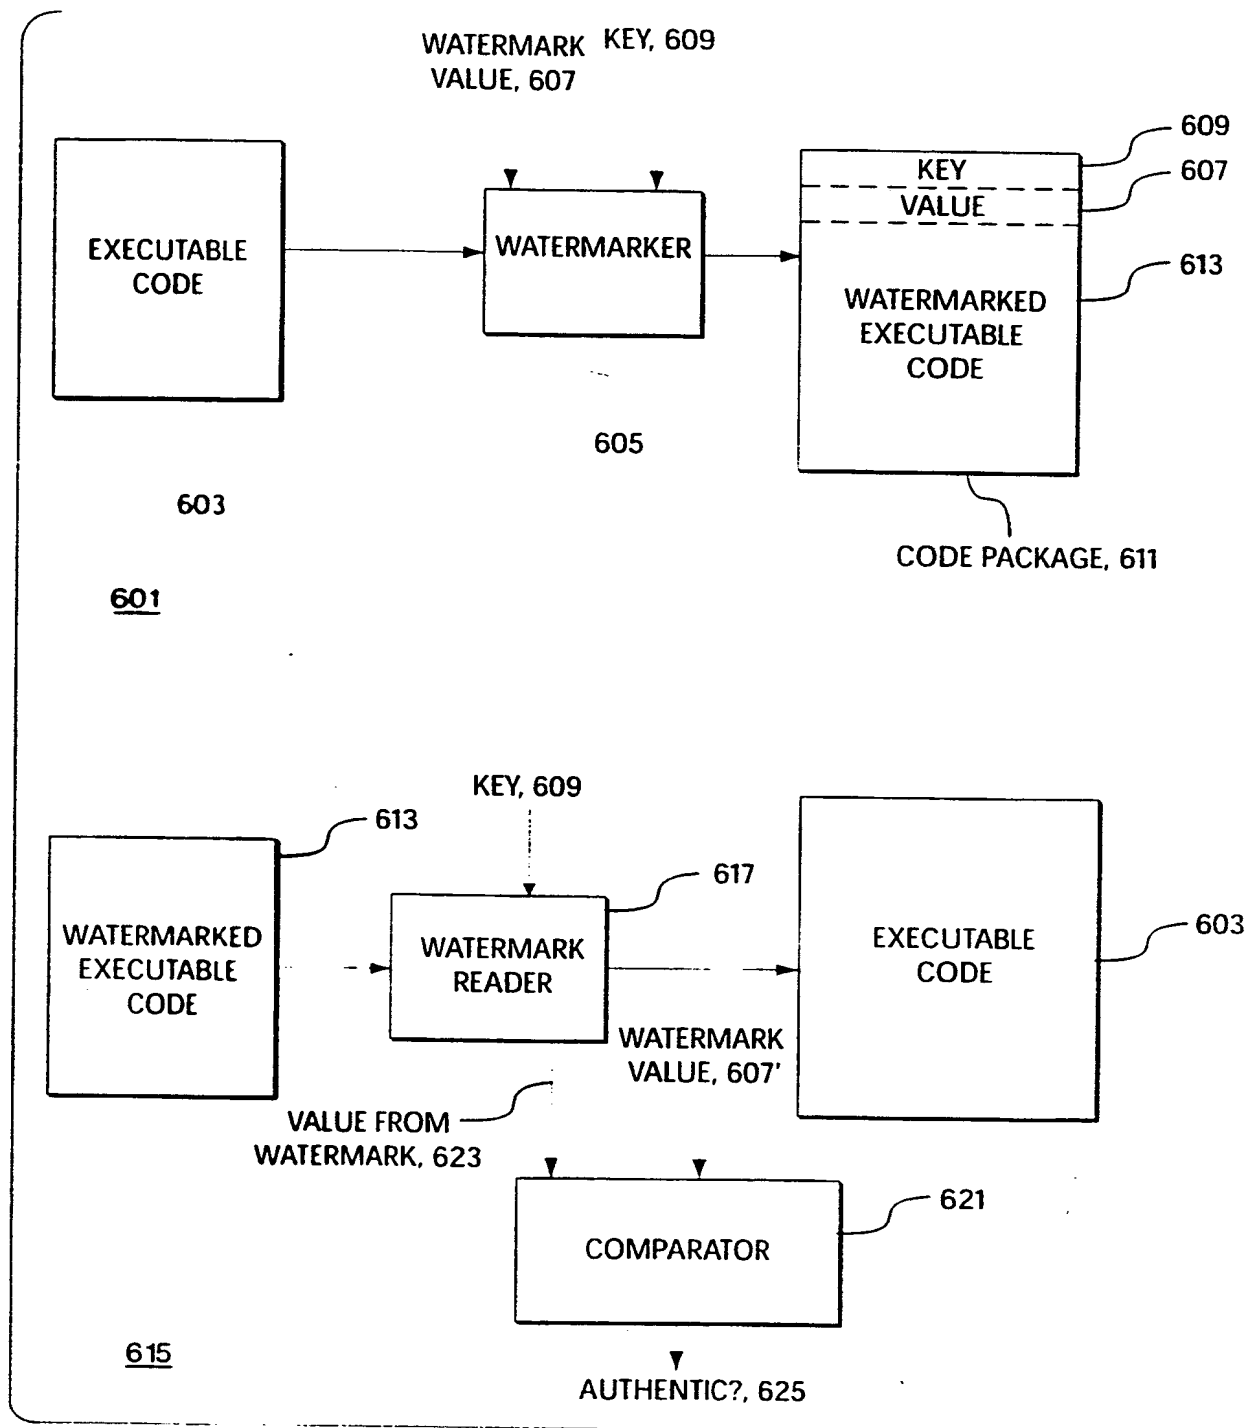 WATERMARK
VALUE, 607
KEY, 609
EXECUTABLE
CODE
603
WATERMARKER
605
KEY
VALUE
WATERMARKED
EXECUTABLE
CODE
609
607
613
CODE PACKAGE, 611
601
KEY, 609
613
WATERMARKED
EXECUTABLE
CODE
617
WATERMARK
READER
EXECUTABLE
CODE
603
WATERMARK
VALUE, 607'
VALUE FROM
WATERMARK, 623
621
COMPARATOR
615
AUTHENTIC?, 625